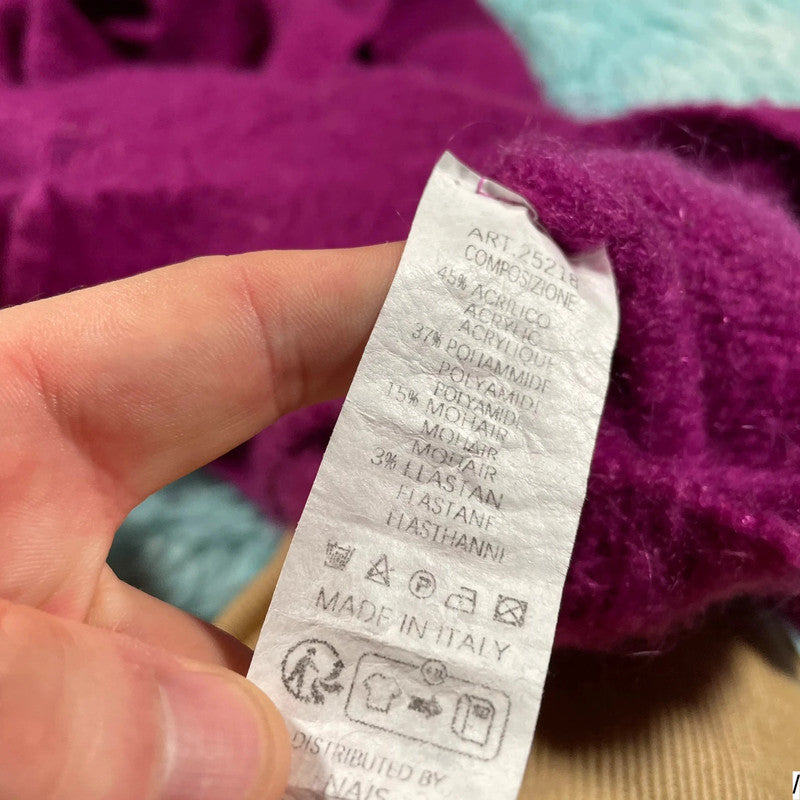 ART 25218
COMPOSIZIONE
45% ACRILICO
ACRYLIC
ACRYLIQUE
37% POLIAMMIDE
POLYAMIDE
POLYAMIDE
15% MOHAIR
MOHAIR
MOHAIR
3% ELASTAN
ELASTANE
ELASTHANNE
P
MADE IN ITALY
DISTRIBUTED BY